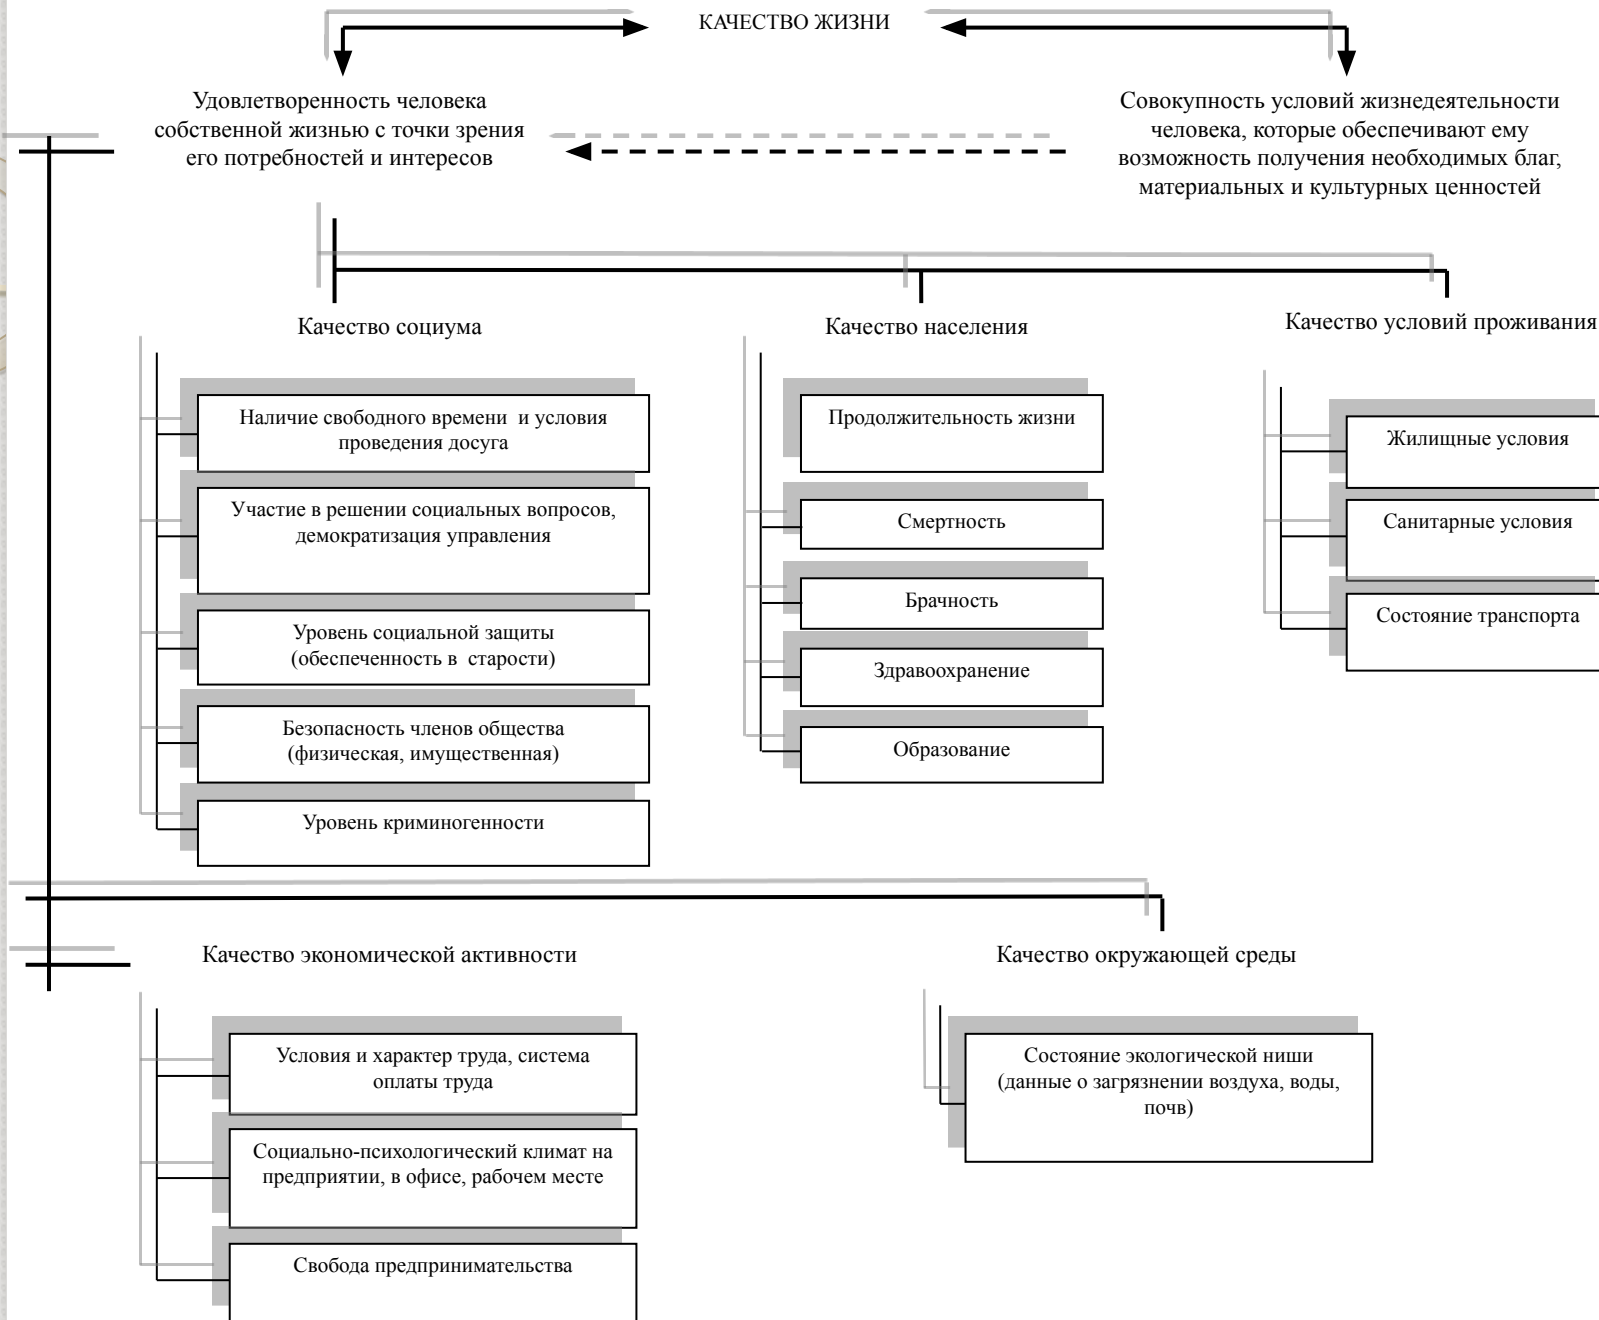 КАЧЕСТВО ЖИЗНИ
Удовлетворенность человека
собственной жизнью с точки зрения
его потребностей и интересов
Совокупность условий жизнедеятельности
человека, которые обеспечивают ему
возможность получения необходимых благ,
материальных и культурных ценностей
Качество социума
Наличие свободного времени и условия
проведения досуга
Участие в решении социальных вопросов,
демократизация управления
Уровень социальной защиты
(обеспеченность в старости)
Безопасность членов общества
(физическая, имущественная)
Уровень криминогенности
Качество населения
Продолжительность жизни
Смертность
Брачность
Здравоохранение
Образование
Качество условий проживания
Жилищные условия
Санитарные условия
Состояние транспорта
Качество экономической активности
Условия и характер труда, система
оплаты труда
Социально-психологический климат на
предприятии, в офисе, рабочем месте
Свобода предпринимательства
Качество окружающей среды
Состояние экологической ниши
(данные о загрязнении воздуха, воды,
почв)